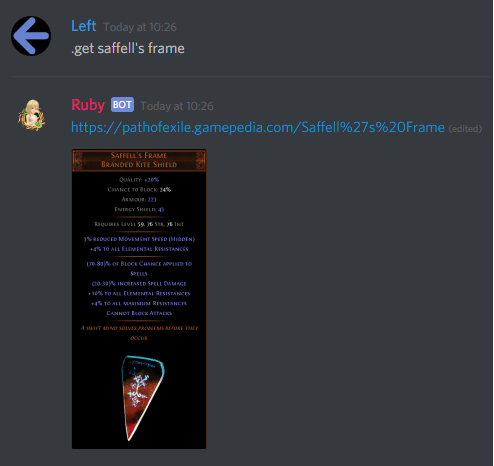 Left Today at 10:26
.get saffell's frame
Ruby BOT Today at 10:26
https://pathofexile.gamepedia.com/Saffell%27s%20Frame (edited)
Saffell's Frame
Branded Kite Shield
Quality: +20%
Chance to Block: 24%
Armour: 223
Energy Shield: 42
Requires Level 59, 76 Str, 76 Int
3% reduced Movement Speed (Hidden)
+4% to all Elemental Resistances
(70-80)% of Block Chance applied to
Spells
(20-30)% increased Spell Damage
+10% to all Elemental Resistances
+4% to all maximum Resistances
Cannot Block Attacks
A swift mind solves problems before they
occur.